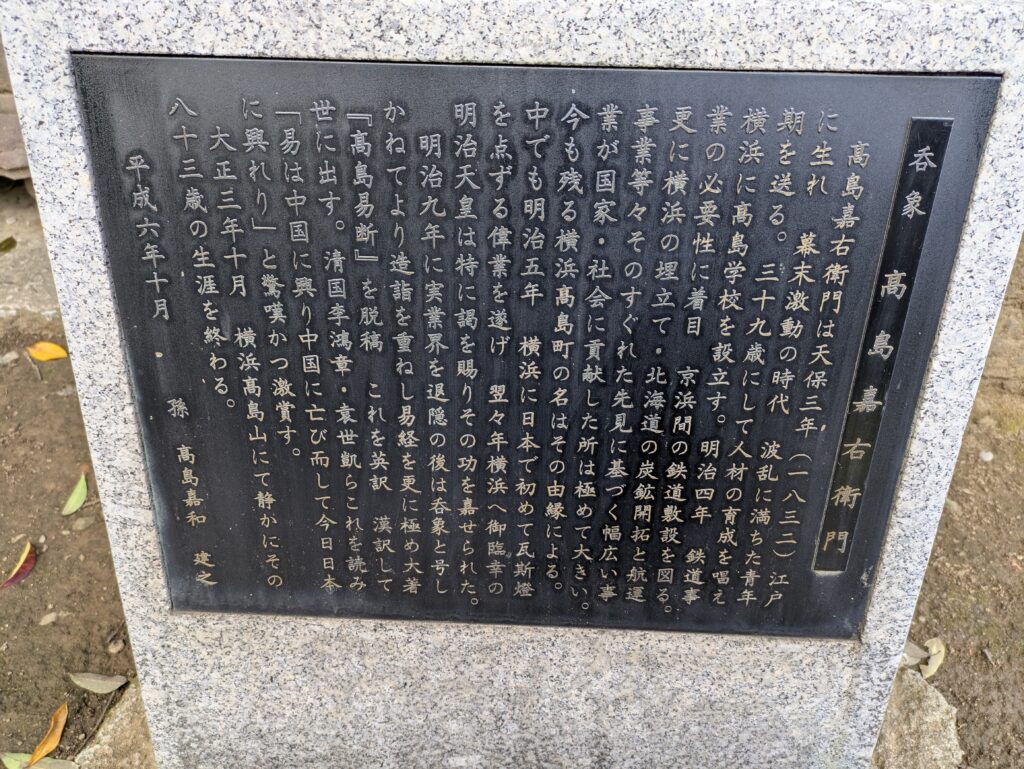 呑象 高島嘉右衛門
高島嘉右衛門は天保三年(一八三二) 江戸
に生れ 幕末激動の時代 波乱に満ちた青年
期を送る。 三十九歳にして人材の育成を唱え
横浜に高島学校を設立す。明治四年 鉄道事
業の必要性に着目 京浜間の鉄道敷設を図る。
更に横浜の埋立て・北海道の炭鉱開拓と航運
事業等々そのすぐれた先見に基づく幅広い事
業が国家・社会に貢献した所は極めて大きい。
今も残る横浜高島町の名はその由縁による。
中でも明治五年 横浜に日本で初めて瓦斯燈
を点ずる偉業を遂げ 翌々年横浜へ御臨幸の
明治天皇は特に謁を賜りその功を嘉せられた。
明治九年に実業界を退隠の後は呑象と号し
かねてより造詣を重ねし易経を更に極め大著
『高島易断』を脱稿 これを英訳 漢訳して
世に出す。清国李鴻章・袁世凱らこれを読み
「易は中国に興り中国に亡び而して今日日本
に興れり」と驚嘆かつ激賞す。
大正三年十月 横浜高島山にて静かにその
八十三歳の生涯を終わる。
平成六年十月 孫 高島嘉和 建之